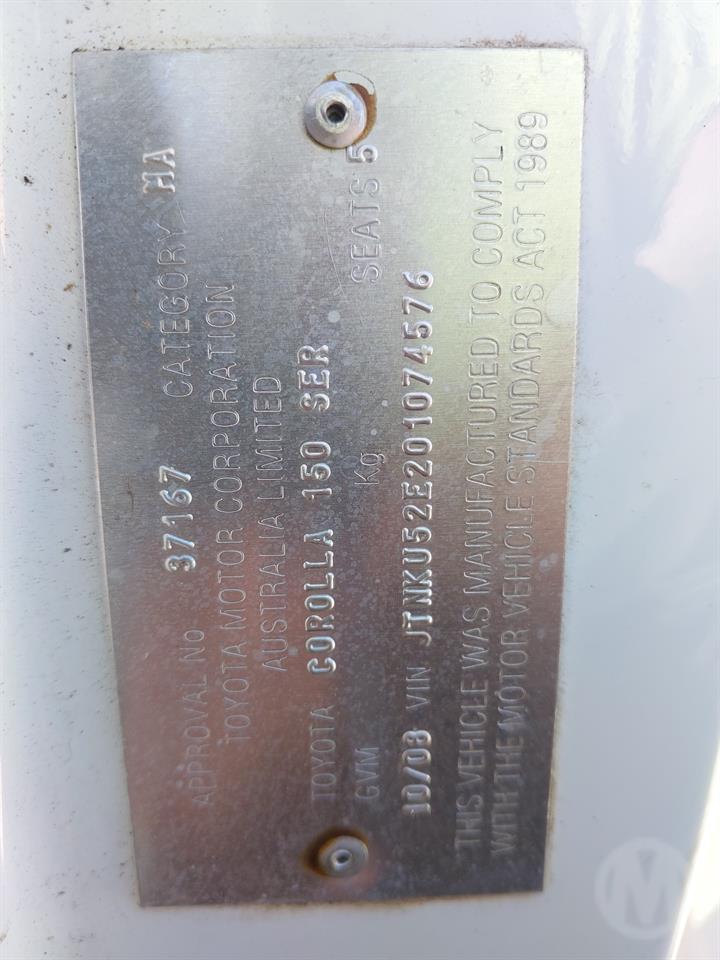 APPROVAL No 37167 CATEGORY MA
TOYOTA MOTOR CORPORATION
AUSTRALIA LIMITED
TOYOTA COROLLA 150 SER
GVM Kg SEATS 5
10/08 VIN JTNKU52E201074576
THIS VEHICLE WAS MANUFACTURED TO COMPLY
WITH THE MOTOR VEHICLE STANDARDS ACT 1989
M